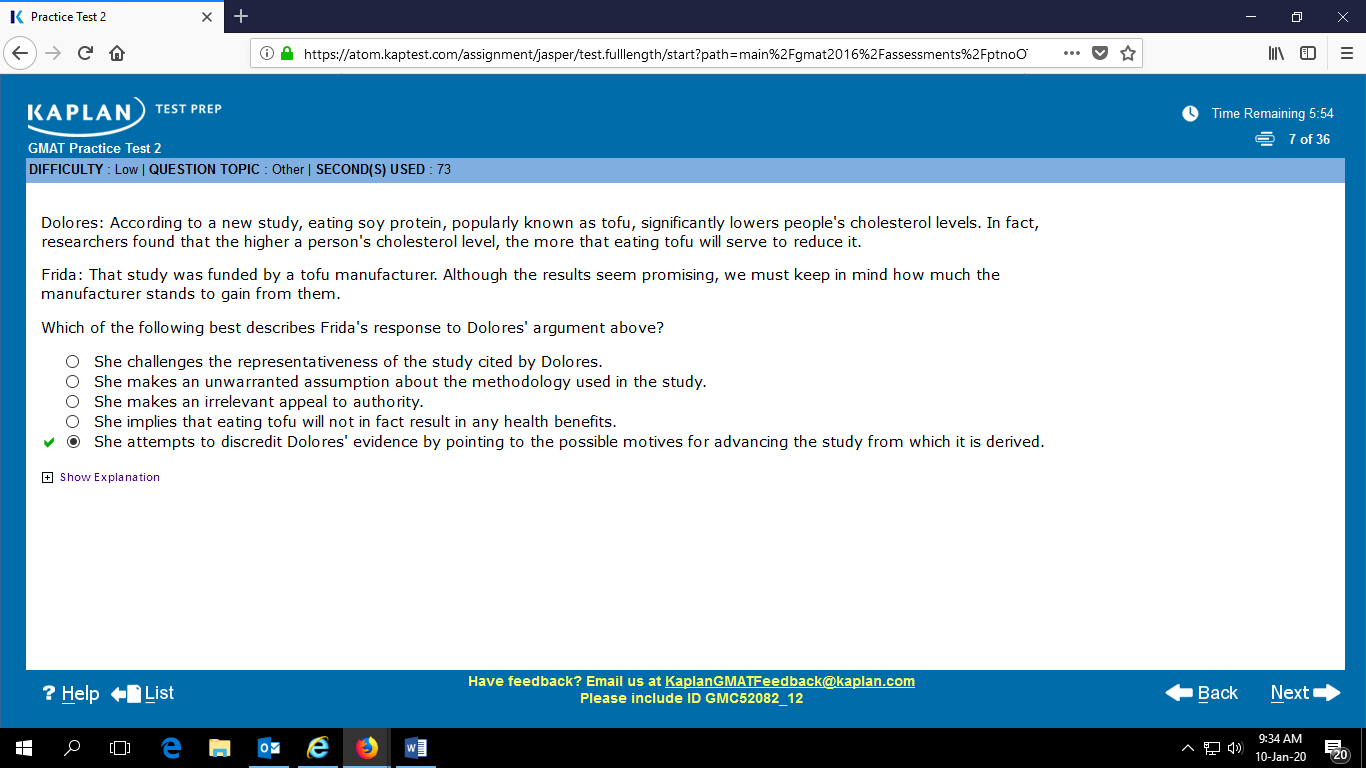 Practice Test 2
https://atom.kaptest.com/assignment/jasper/test.fulllength/start?path=main%2Fgmat2016%2Fassessments%2FptnoO
KAPLAN TEST PREP
Time Remaining 5:54
GMAT Practice Test 2
7 of 36
DIFFICULTY : Low | QUESTION TOPIC : Other | SECOND(S) USED : 73
Dolores: According to a new study, eating soy protein, popularly known as tofu, significantly lowers people's cholesterol levels. In fact,
researchers found that the higher a person's cholesterol level, the more that eating tofu will serve to reduce it.
Frida: That study was funded by a tofu manufacturer. Although the results seem promising, we must keep in mind how much the
manufacturer stands to gain from them.
Which of the following best describes Frida's response to Dolores' argument above?
She challenges the representativeness of the study cited by Dolores.
She makes an unwarranted assumption about the methodology used in the study.
She makes an irrelevant appeal to authority.
She implies that eating tofu will not in fact result in any health benefits.
She attempts to discredit Dolores' evidence by pointing to the possible motives for advancing the study from which it is derived.
Show Explanation
? Help List
Have feedback? Email us at KaplanGMATFeedback@kaplan.com
Please include ID GMC52082_12
Back Next
9:34 AM
10-Jan-20
20